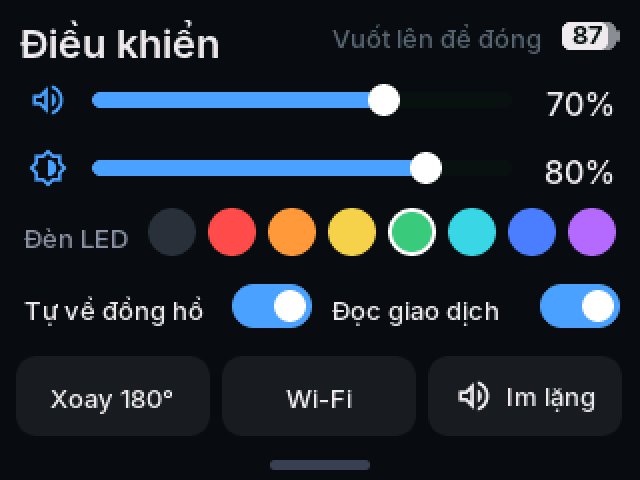 Điều khiển
Vuốt lên để đóng
87
70%
80%
Đèn LED
Tự về đồng hồ
Đọc giao dịch
Xoay 180°
Wi-Fi
Im lặng